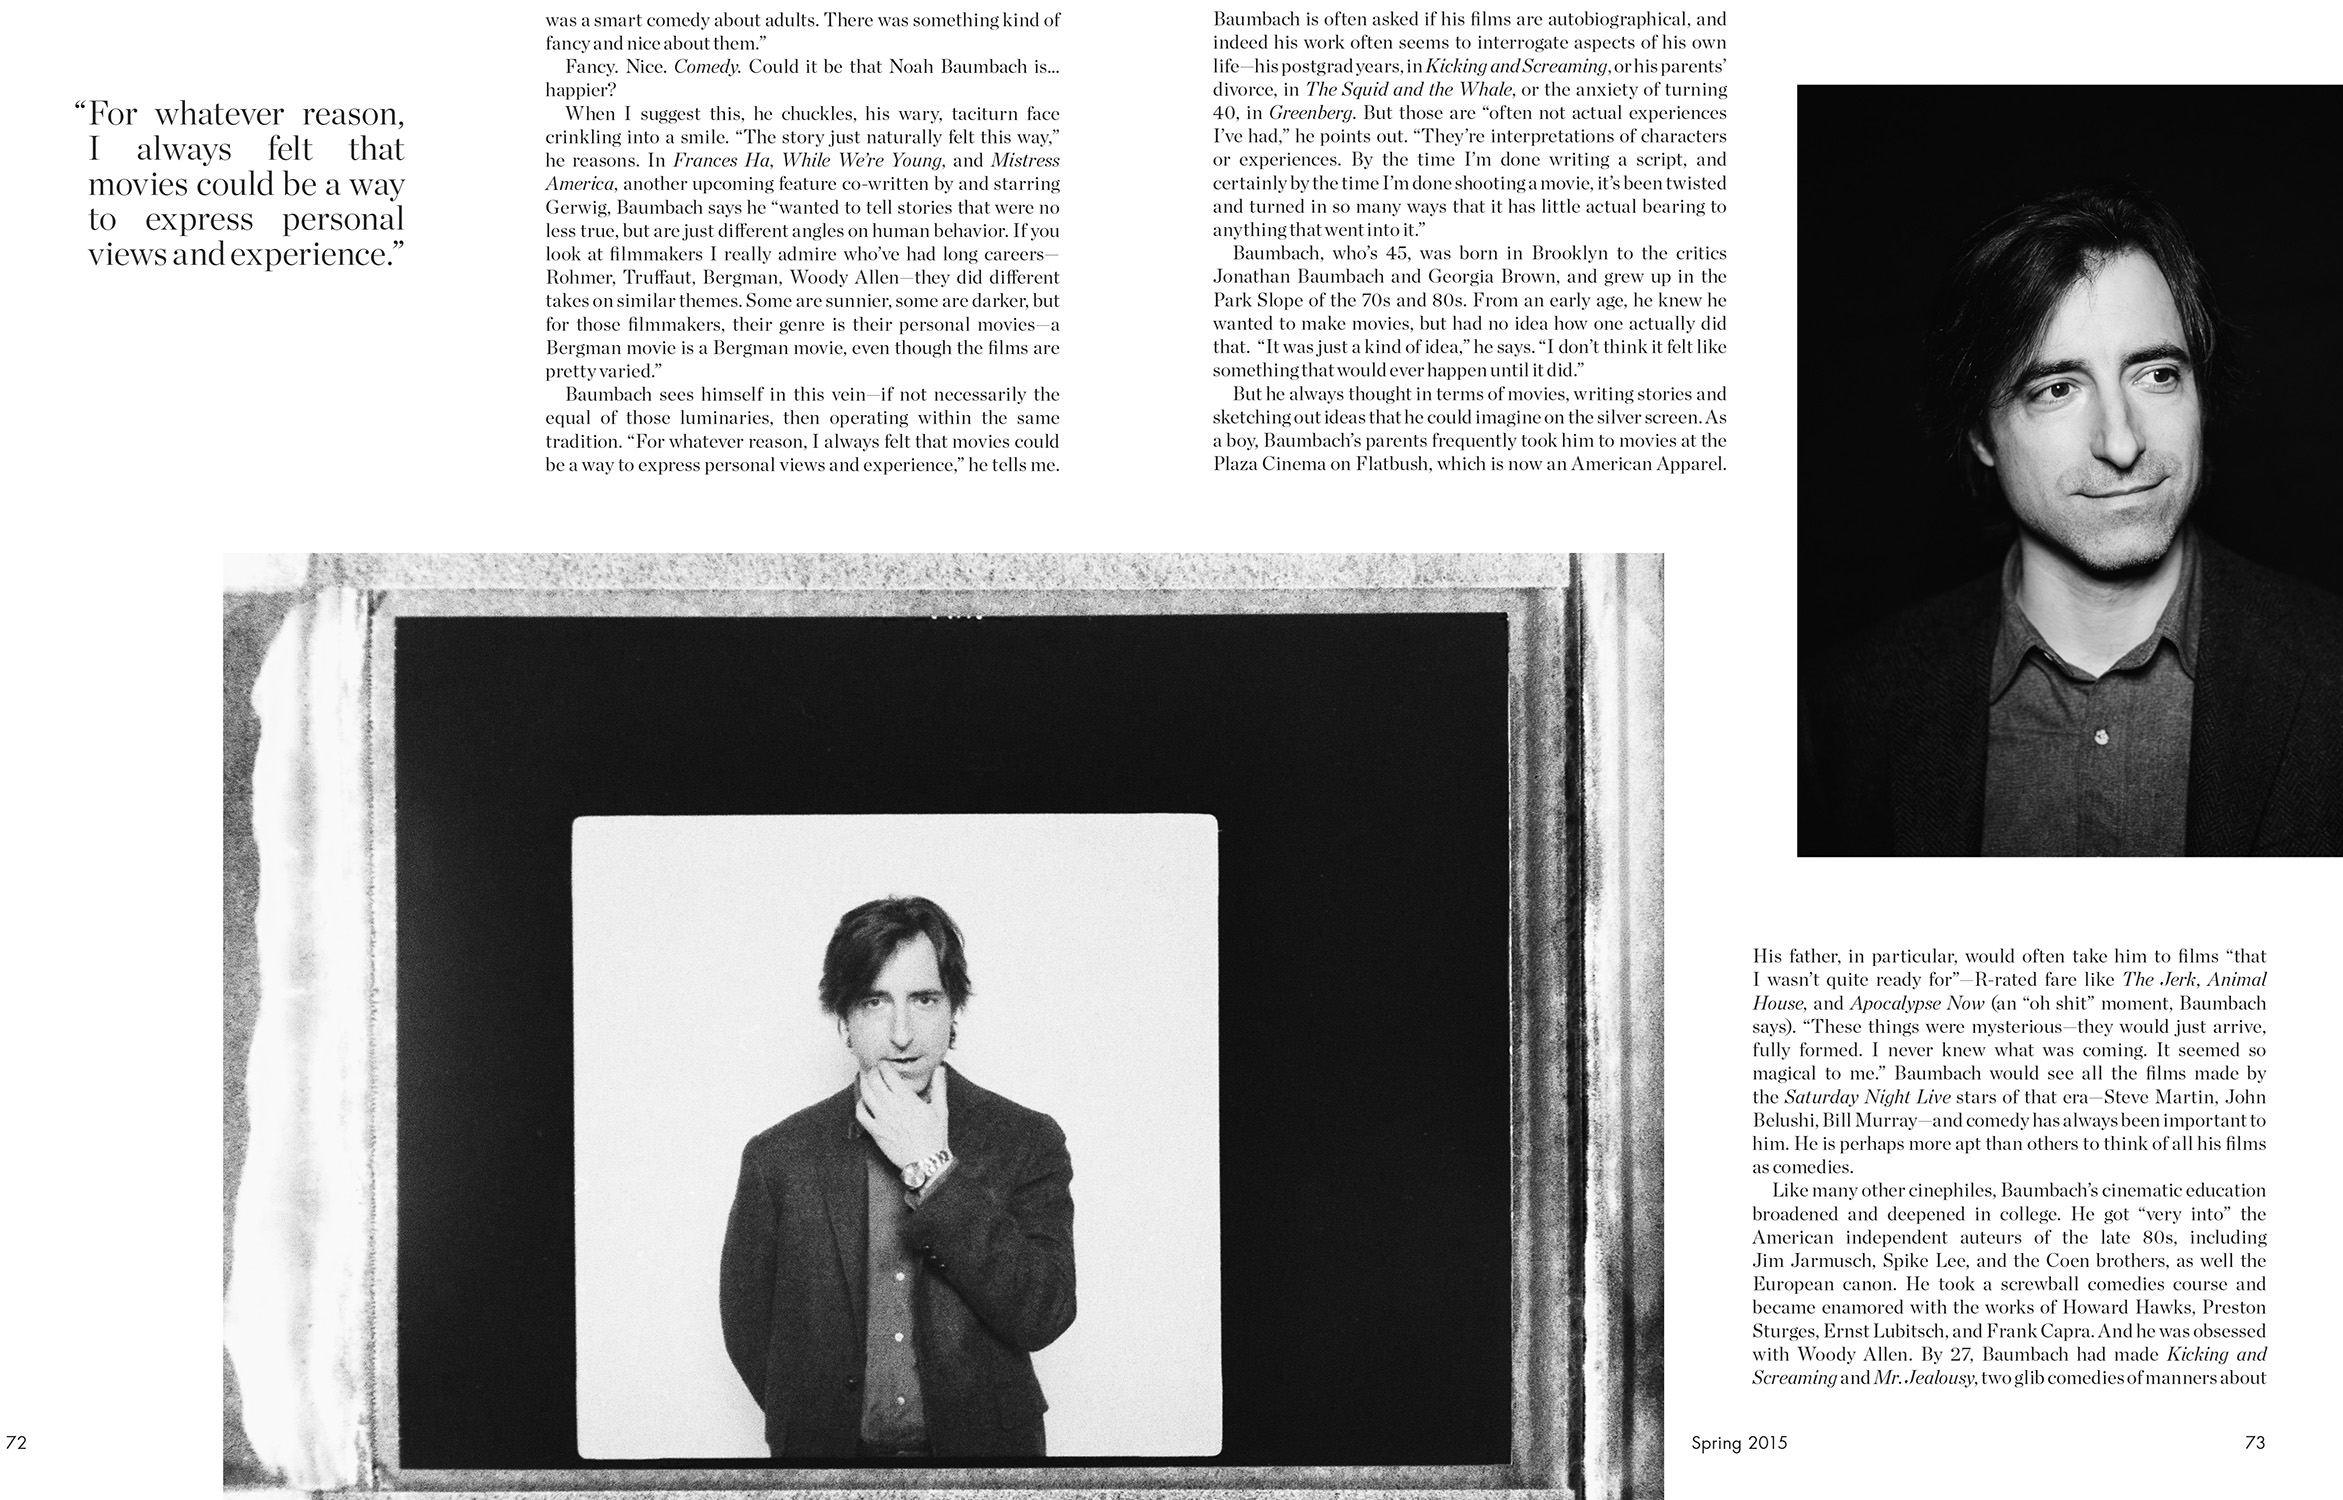 “For whatever reason,
I always felt that
movies could be a way
to express personal
views and experience.”
was a smart comedy about adults. There was something kind of
fancy and nice about them.”
Fancy. Nice. Comedy. Could it be that Noah Baumbach is...
happier?
When I suggest this, he chuckles, his wary, taciturn face
crinkling into a smile. “The story just naturally felt this way,”
he reasons. In Frances Ha, While We’re Young, and Mistress
America, another upcoming feature co-written by and starring
Gerwig, Baumbach says he “wanted to tell stories that were no
less true, but are just different angles on human behavior. If you
look at filmmakers I really admire who’ve had long careers—
Rohmer, Truffaut, Bergman, Woody Allen—they did different
takes on similar themes. Some are sunnier, some are darker, but
for those filmmakers, their genre is their personal movies—a
Bergman movie is a Bergman movie, even though the films are
pretty varied.”
Baumbach sees himself in this vein—if not necessarily the
equal of those luminaries, then operating within the same
tradition. “For whatever reason, I always felt that movies could
be a way to express personal views and experience,” he tells me.
Baumbach is often asked if his films are autobiographical, and
indeed his work often seems to interrogate aspects of his own
life—his postgrad years, in Kicking and Screaming, or his parents’
divorce, in The Squid and the Whale, or the anxiety of turning
40, in Greenberg. But those are “often not actual experiences
I’ve had,” he points out. “They’re interpretations of characters
or experiences. By the time I’m done writing a script, and
certainly by the time I’m done shooting a movie, it’s been twisted
and turned in so many ways that it has little actual bearing to
anything that went into it.”
Baumbach, who’s 45, was born in Brooklyn to the critics
Jonathan Baumbach and Georgia Brown, and grew up in the
Park Slope of the 70s and 80s. From an early age, he knew he
wanted to make movies, but had no idea how one actually did
that. “It was just a kind of idea,” he says. “I don’t think it felt like
something that would ever happen until it did.”
But he always thought in terms of movies, writing stories and
sketching out ideas that he could imagine on the silver screen. As
a boy, Baumbach’s parents frequently took him to movies at the
Plaza Cinema on Flatbush, which is now an American Apparel.
His father, in particular, would often take him to films “that
I wasn’t quite ready for”—R-rated fare like The Jerk, Animal
House, and Apocalypse Now (an “oh shit” moment, Baumbach
says). “These things were mysterious—they would just arrive,
fully formed. I never knew what was coming. It seemed so
magical to me.” Baumbach would see all the films made by
the Saturday Night Live stars of that era—Steve Martin, John
Belushi, Bill Murray—and comedy has always been important to
him. He is perhaps more apt than others to think of all his films
as comedies.
Like many other cinephiles, Baumbach’s cinematic education
broadened and deepened in college. He got “very into” the
American independent auteurs of the late 80s, including
Jim Jarmusch, Spike Lee, and the Coen brothers, as well the
European canon. He took a screwball comedies course and
became enamored with the works of Howard Hawks, Preston
Sturges, Ernst Lubitsch, and Frank Capra. And he was obsessed
with Woody Allen. By 27, Baumbach had made Kicking and
Screaming and Mr. Jealousy, two glib comedies of manners about
72
Spring 2015
73